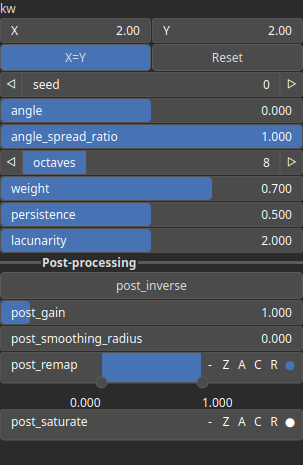 kw
X 2.00 Y 2.00
X=Y Reset
seed 0
angle 0.000
angle_spread_ratio 1.000
octaves 8
weight 0.700
persistence 0.500
lacunarity 2.000
Post-processing
post_inverse
post_gain 1.000
post_smoothing_radius 0.000
post_remap - Z A C R
0.000 1.000
post_saturate - Z A C R